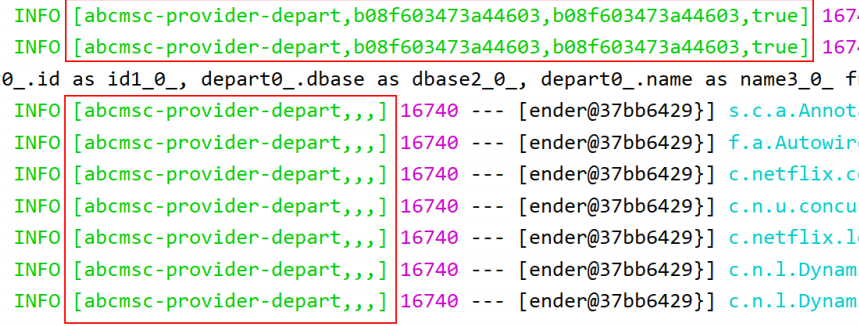 INFO [abcmsc-provider-depart,b08f603473a44603,b08f603473a44603,true] 1674
INFO [abcmsc-provider-depart,b08f603473a44603,b08f603473a44603,true] 1674
0_.id as id1_0_, depart0_.dbase as dbase2_0_, depart0_.name as name3_0_ f
INFO [abcmsc-provider-depart,,,] 16740 --- [ender@37bb6429}] s.c.a.Annot
INFO [abcmsc-provider-depart,,,] 16740 --- [ender@37bb6429}] f.a.Autowire
INFO [abcmsc-provider-depart,,,] 16740 --- [ender@37bb6429}] c.netflix.c
INFO [abcmsc-provider-depart,,,] 16740 --- [ender@37bb6429}] c.n.u.concu
INFO [abcmsc-provider-depart,,,] 16740 --- [ender@37bb6429}] c.netflix.l
INFO [abcmsc-provider-depart,,,] 16740 --- [ender@37bb6429}] c.n.l.Dynam
INFO [abcmsc-provider-depart,,,] 16740 --- [ender@37bb6429}] c.n.l.Dynam